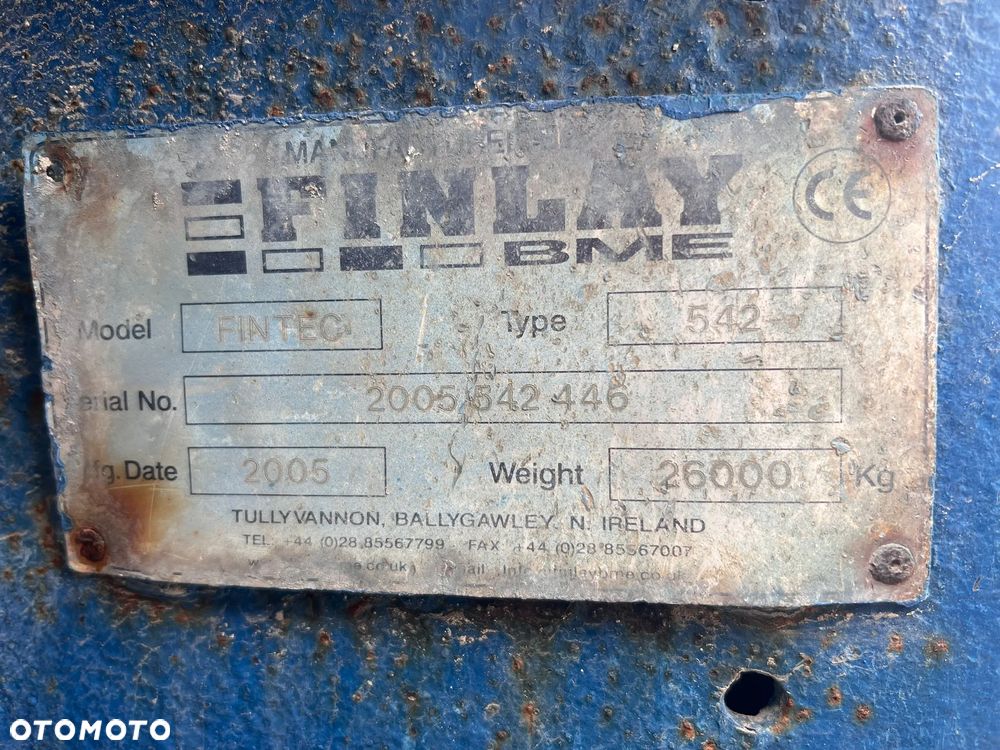 FINLAY
BME
CE
Model FINTEC Type 542
erial No. 2005 542 446
fg. Date 2005 Weight 26000 Kg
TULLYVANNON, BALLYGAWLEY, N. IRELAND
TEL +44 (0)28 85567799 FAX +44 (0)28 85567007
OTOMOTO